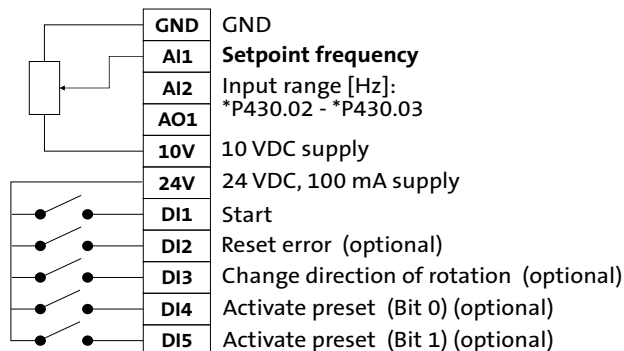 GND GND
AI1 Setpoint frequency
AI2 Input range [Hz]:
*P430.02 - *P430.03
AO1
10V 10 VDC supply
24V 24 VDC, 100 mA supply
DI1 Start
DI2 Reset error (optional)
DI3 Change direction of rotation (optional)
DI4 Activate preset (Bit 0) (optional)
DI5 Activate preset (Bit 1) (optional)